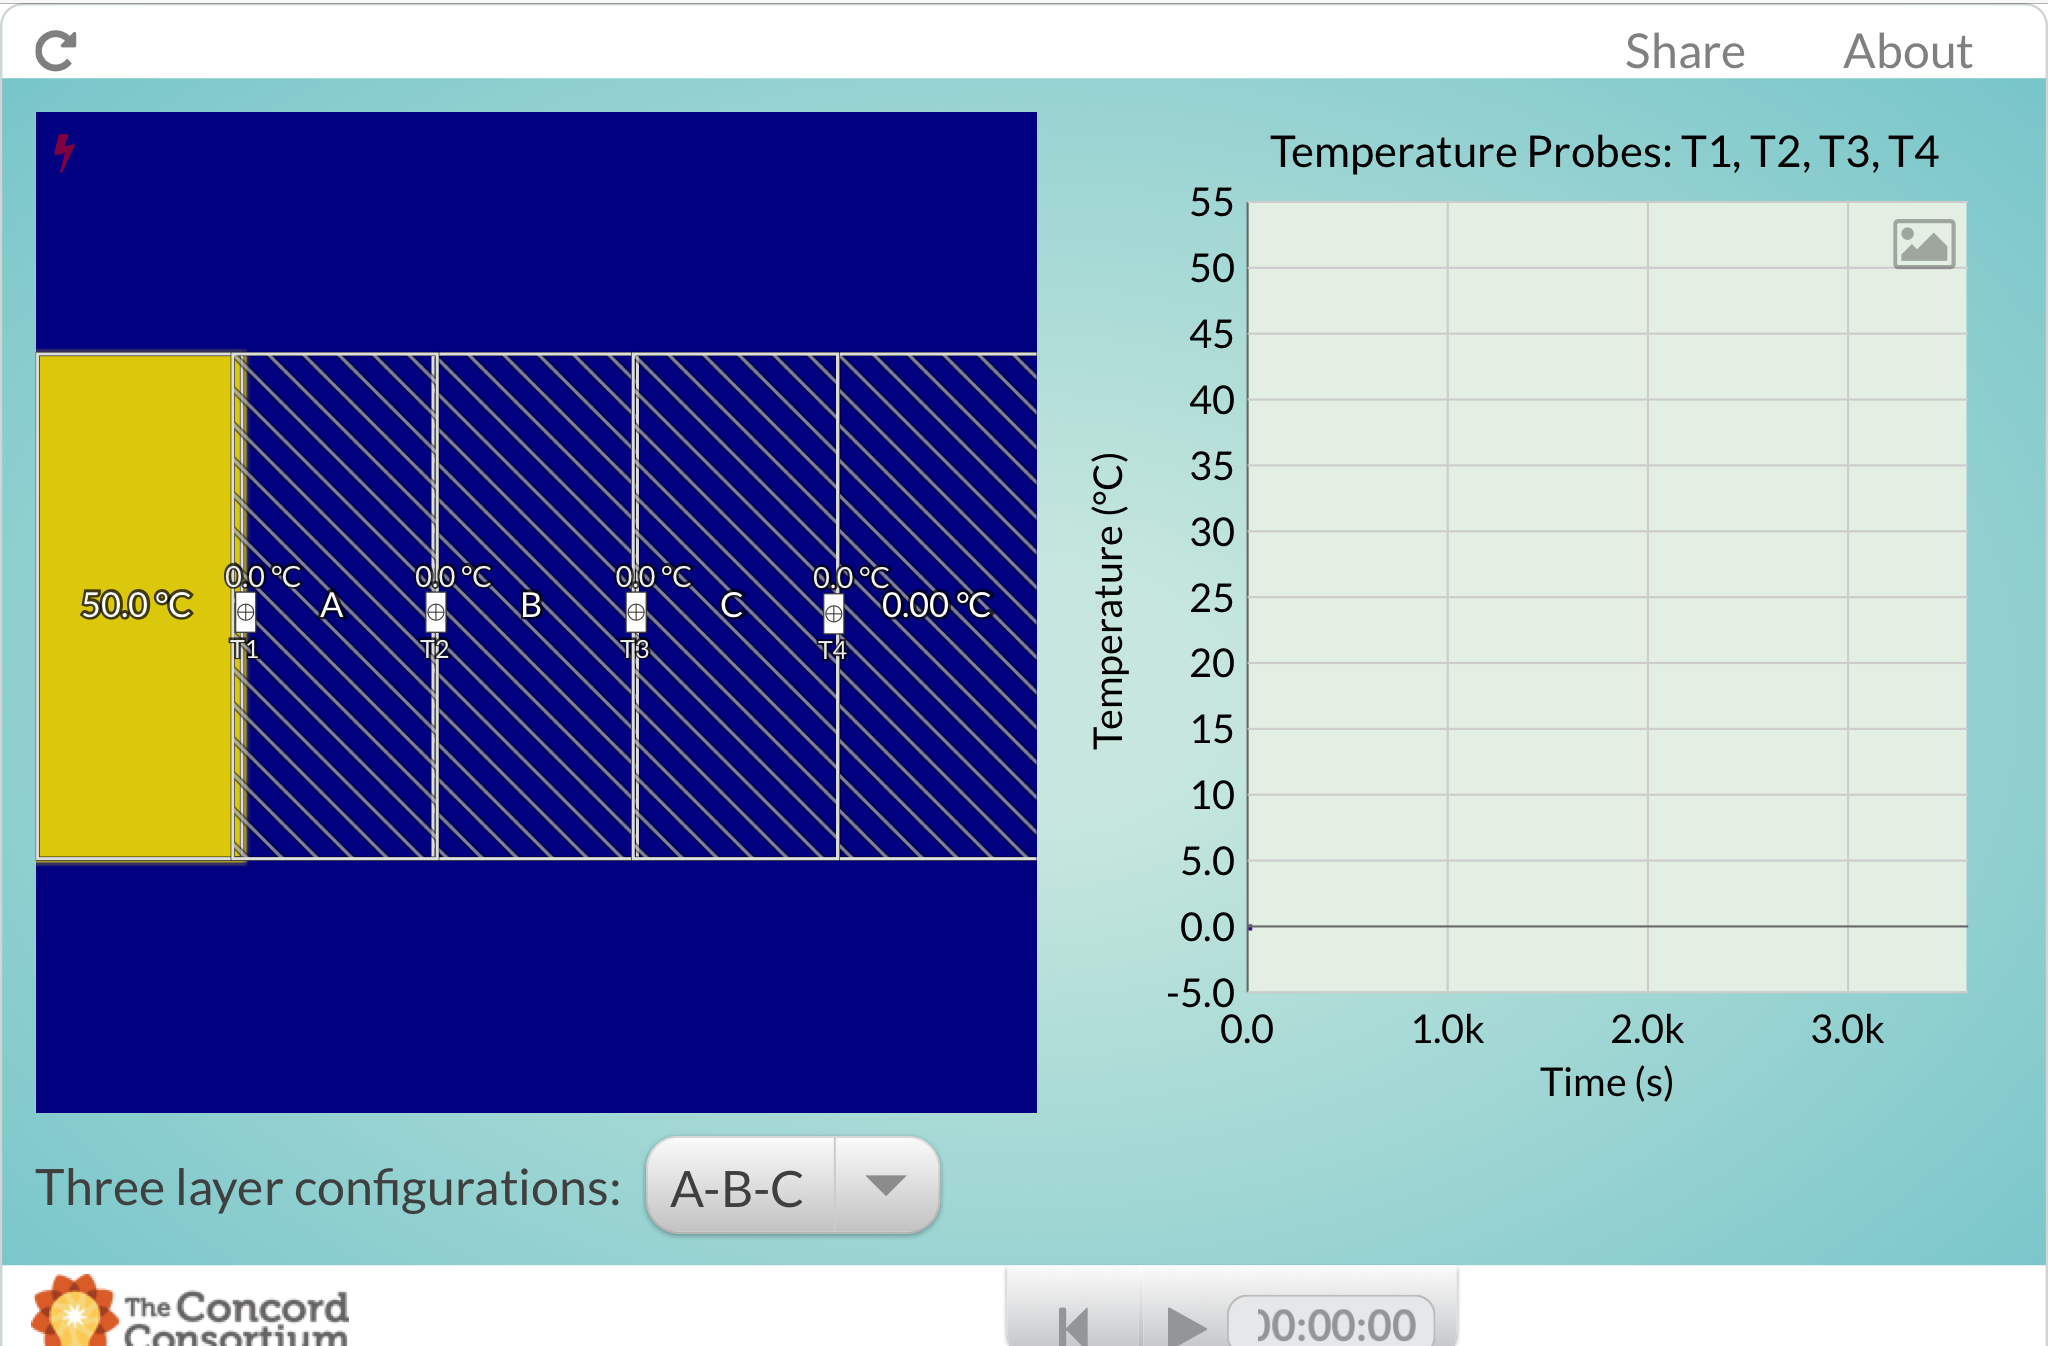 Share About
Temperature Probes: T1, T2, T3, T4
55
50
45
40
35
30
25
20
15
10
5.0
0.0
-5.0
Temperature (°C)
0.0 1.0k 2.0k 3.0k
Time (s)
0.0 °C 0.0 °C 0.0 °C 0.0 °C
50.0 °C A B C 0.00 °C
T1 T2 T3 T4
Three layer configurations: A-B-C
The Concord
Consortium
00:00:00